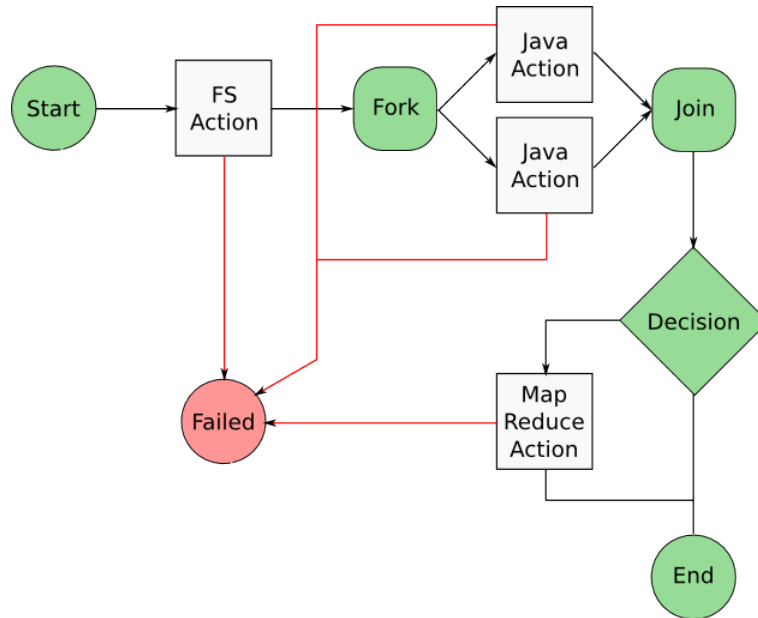 Start
FS
Action
Fork
Java
Action
Java
Action
Join
Decision
Map
Reduce
Action
Failed
End